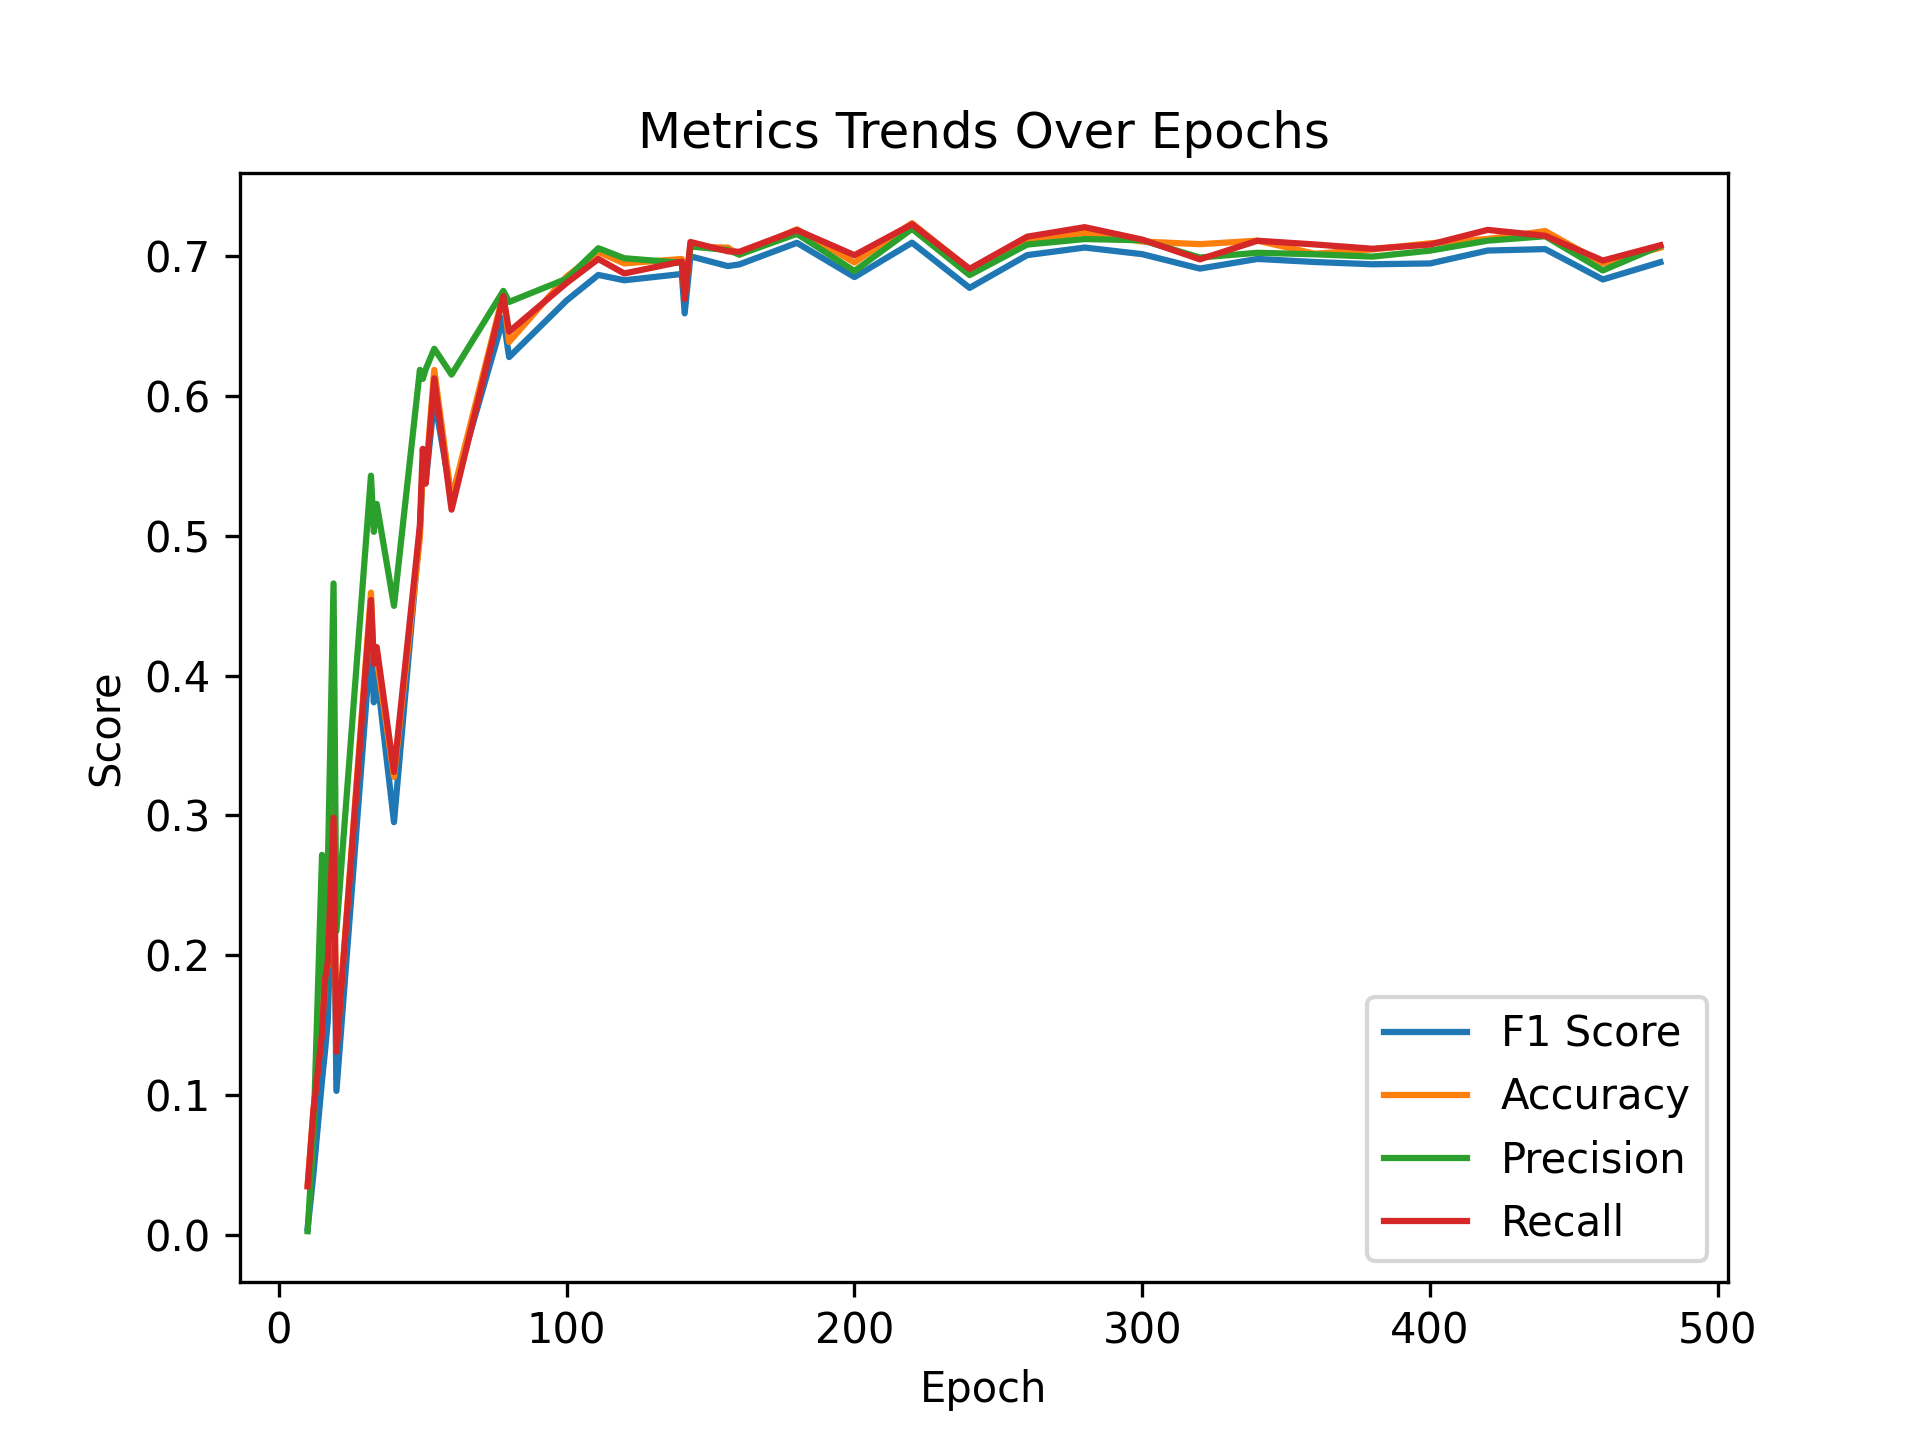 Metrics Trends Over Epochs
Score
0.7
0.6
0.5
0.4
0.3
0.2
0.1
0.0
0 100 200 300 400 500
Epoch
F1 Score
Accuracy
Precision
Recall